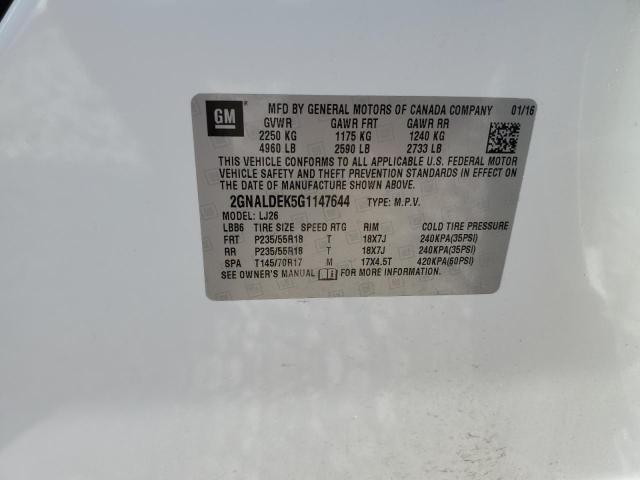 GM
MFD BY GENERAL MOTORS OF CANADA COMPANY 01/16
GVWR GAWR FRT GAWR RR
2250 KG 1175 KG 1240 KG
4960 LB 2590 LB 2733 LB
THIS VEHICLE CONFORMS TO ALL APPLICABLE U.S. FEDERAL MOTOR
VEHICLE SAFETY AND THEFT PREVENTION STANDARDS IN EFFECT ON
THE DATE OF MANUFACTURE SHOWN ABOVE.
2GNALDEK5G1147644 TYPE: M.P.V.
MODEL: LJ26
LBB6 TIRE SIZE SPEED RTG RIM COLD TIRE PRESSURE
FRT P235/55R18 T 18X7J 240KPA(35PSI)
RR P235/55R18 T 18X7J 240KPA(35PSI)
SPA T145/70R17 M 17X4.5T 420KPA(60PSI)
SEE OWNER'S MANUAL FOR MORE INFORMATION.